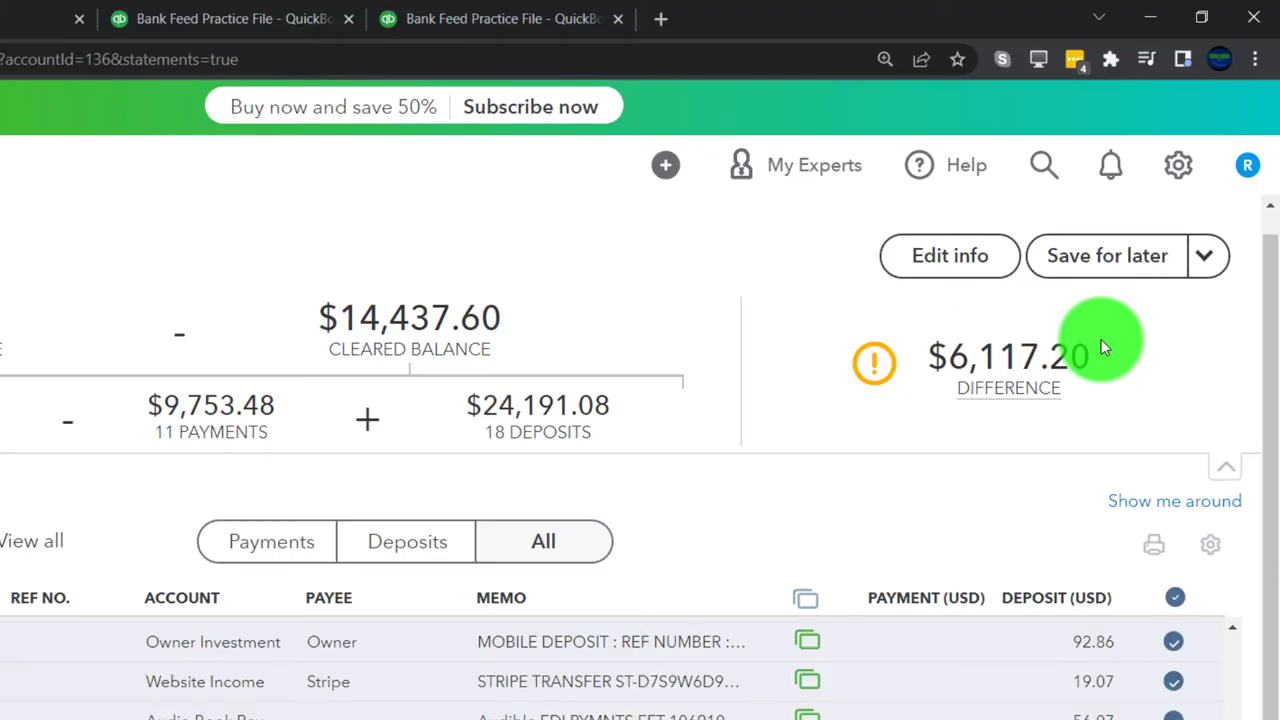 Bank Feed Practice File - QuickBo
Bank Feed Practice File - QuickBo
?accountId=136&statements=true
4
Buy now and save 50% Subscribe now
My Experts Help R
Edit info Save for later
- $14,437.60
CLEARED BALANCE
$6,117.20
DIFFERENCE
- $9,753.48 + $24,191.08
11 PAYMENTS 18 DEPOSITS
Show me around
View all Payments Deposits All
REF NO. ACCOUNT PAYEE MEMO PAYMENT (USD) DEPOSIT (USD)
Owner Investment Owner MOBILE DEPOSIT : REF NUMBER :... 92.86
Website Income Stripe STRIPE TRANSFER ST-D7S9W6D9... 19.07